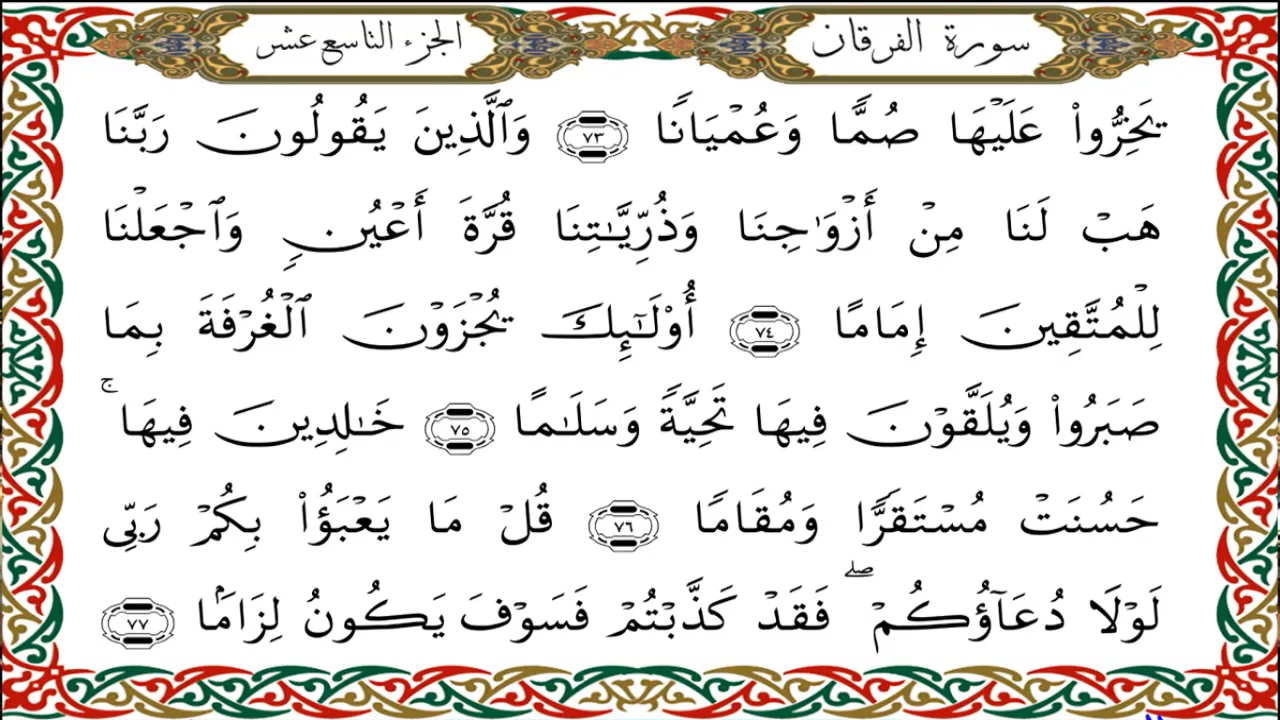 سورة الفرقان
الجزء التاسع عشر
يَخِرُّوا۟ عَلَيْهَا صُمًّا وَعُمْيَانًا ٧٣ وَٱلَّذِينَ يَقُولُونَ رَبَّنَا
هَبْ لَنَا مِنْ أَزْوَٰجِنَا وَذُرِّيَّـٰتِنَا قُرَّةَ أَعْيُنٍ وَٱجْعَلْنَا
لِلْمُتَّقِينَ إِمَامًا ٧٤ أُو۟لَـٰٓئِكَ يُجْزَوْنَ ٱلْغُرْفَةَ بِمَا
صَبَرُوا۟ وَيُلَقَّوْنَ فِيهَا تَحِيَّةً وَسَلَـٰمًا ٧٥ خَـٰلِدِينَ فِيهَا ۚ
حَسُنَتْ مُسْتَقَرًّا وَمُقَامًا ٧٦ قُلْ مَا يَعْبَؤُا۟ بِكُمْ رَبِّى
لَوْلَا دُعَآؤُكُمْ ۖ فَقَدْ كَذَّبْتُمْ فَسَوْفَ يَكُونُ لِزَامًۢا ٧٧